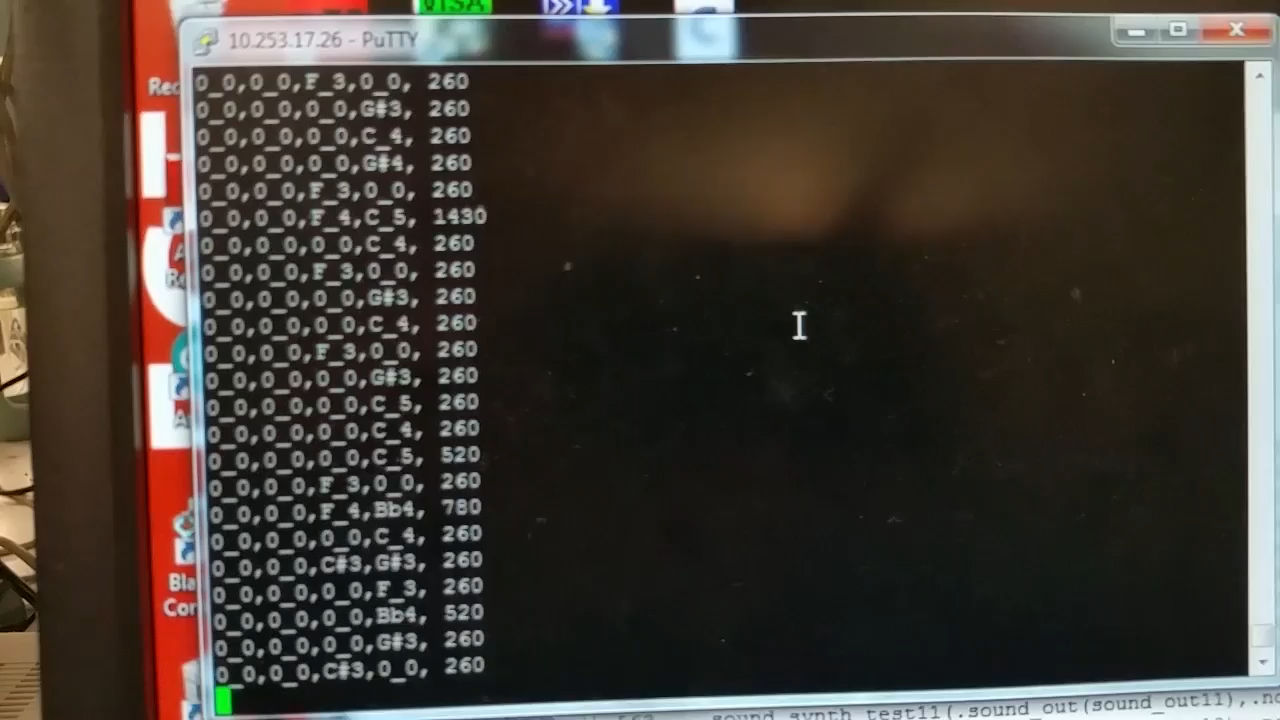 VISA
10.253.17.26 - PuTTY
0_0,0_0,F_3,0_0, 260
0_0,0_0,0_0,G#3, 260
0_0,0_0,0_0,C_4, 260
0_0,0_0,0_0,G#4, 260
0_0,0_0,F_3,0_0, 260
0_0,0_0,F_4,C_5, 1430
0_0,0_0,0_0,C_4, 260
0_0,0_0,F_3,0_0, 260
0_0,0_0,0_0,G#3, 260
0_0,0_0,0_0,C_4, 260
0_0,0_0,F_3,0_0, 260
0_0,0_0,0_0,G#3, 260
0_0,0_0,0_0,C_5, 260
0_0,0_0,0_0,C_4, 260
0_0,0_0,0_0,C_5, 520
0_0,0_0,F_3,0_0, 260
0_0,0_0,F_4,Bb4, 780
0_0,0_0,0_0,C_4, 260
0_0,0_0,C#3,G#3, 260
0_0,0_0,0_0,F_3, 260
0_0,0_0,0_0,Bb4, 520
0_0,0_0,0_0,G#3, 260
0_0,0_0,C#3,0_0, 260
Rec
Bla
Con
sound_synth_test11(.sound_out(sound_out11),.no